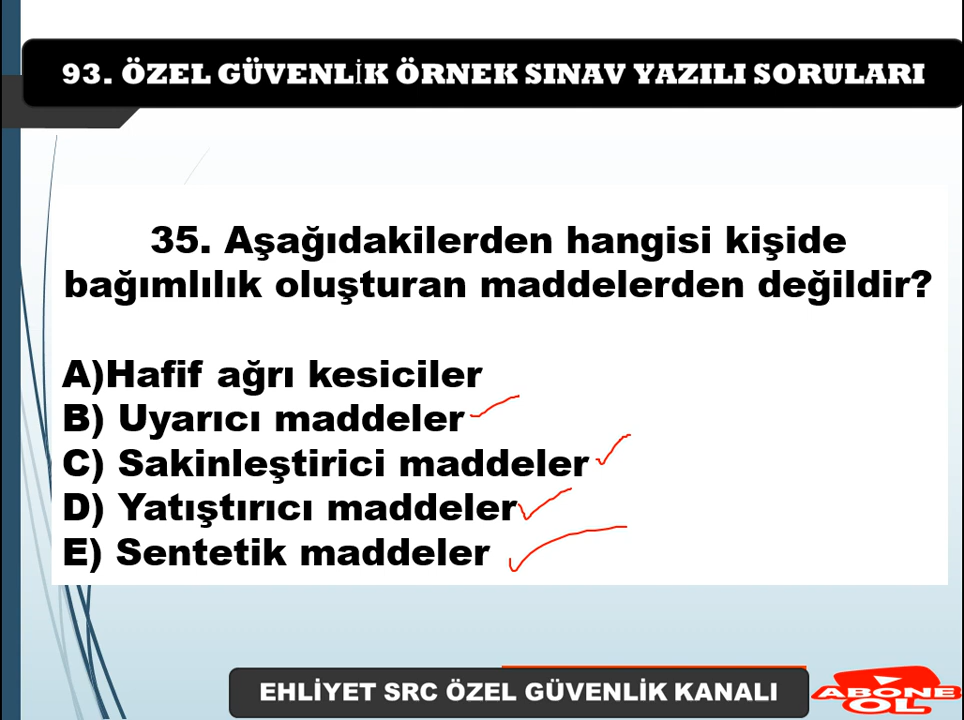 93. ÖZEL GÜVENLİK ÖRNEK SINAV YAZILI SORULARI
35. Aşağıdakilerden hangisi kişide
bağımlılık oluşturan maddelerden değildir?
A)Hafif ağrı kesiciler
B) Uyarıcı maddeler
C) Sakinleştirici maddeler
D) Yatıştırıcı maddeler
E) Sentetik maddeler
EHLİYET SRC ÖZEL GÜVENLİK KANALI
ABONE
OL